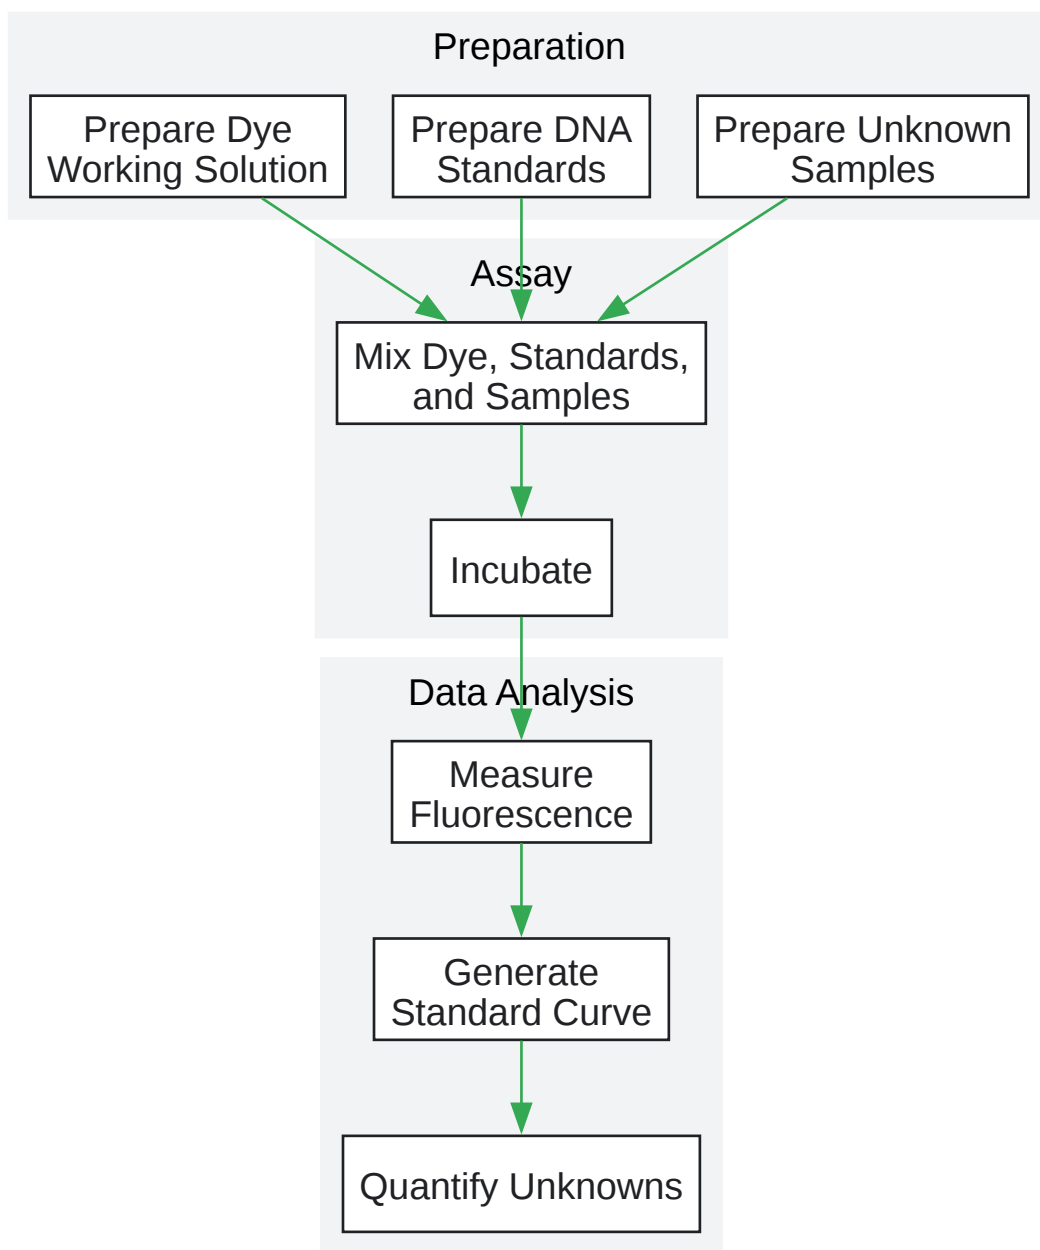 Preparation
Prepare Dye
Working Solution
Prepare DNA
Standards
Prepare Unknown
Samples
Assay
Mix Dye, Standards,
and Samples
Incubate
Data Analysis
Measure
Fluorescence
Generate
Standard Curve
Quantify Unknowns